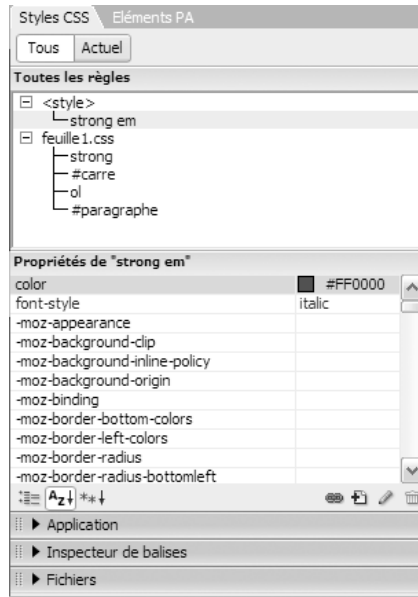 Styles CSS Eléments PA
Tous Actuel
Toutes les règles
<style>
strong em
feuille1.css
strong
#carre
ol
#paragraphe
Propriétés de "strong em"
color #FF0000
font-style italic
-moz-appearance
-moz-background-clip
-moz-background-inline-policy
-moz-background-origin
-moz-binding
-moz-border-bottom-colors
-moz-border-left-colors
-moz-border-radius
-moz-border-radius-bottomleft
Az↓ **↓
Application
Inspecteur de balises
Fichiers